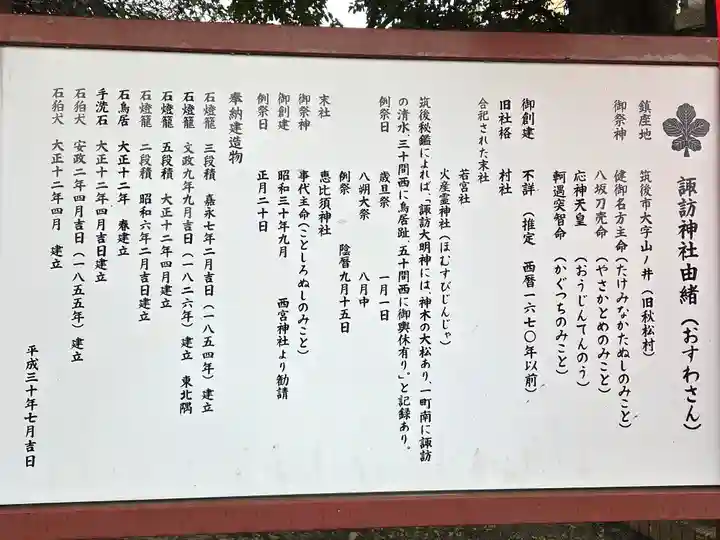 諏訪神社由緒(おすわさん)
鎮座地 筑後市大字山ノ井(旧秋松村)
御祭神 健御名方主命(たけみなかたぬしのみこと)
八坂刀売命(やさかとめのみこと)
応神天皇(おうじんてんのう)
軻遇突智命(かぐつちのみこと)
御創建 不詳(推定 西暦一六七〇年以前)
旧社格 村社
合祀された末社
若宮社
火産霊神社(ほむすびじんじゃ)
筑後秘鑑によれば、「諏訪大明神には、神木の大松あり、一町南に諏訪
の清水、三十間西に鳥居趾、五十間西に御輿休有り。」と記録あり。
例祭日 歳旦祭 一月一日
八朔大祭 八月中
例祭 陰暦九月十五日
末社 恵比須神社
御祭神 事代主命(ことしろぬしのみこと)
御創建 昭和三十年九月 西宮神社より勧請
例祭日 正月二十日
奉納建造物
石燈籠 三段積 嘉永七年二月吉日(一八五四年)建立
石燈籠 文政九年九月吉日(一八二六年)建立 東北隅
石燈籠 五段積 大正十二年四月建立
石燈籠 二段積 昭和六年二月吉日建立
石鳥居 大正十二年 春建立
手洗石 大正十二年四月吉日建立
石狛犬 安政二年四月吉日(一八五五年)建立
石狛犬 大正十二年四月 建立
平成三十年七月吉日